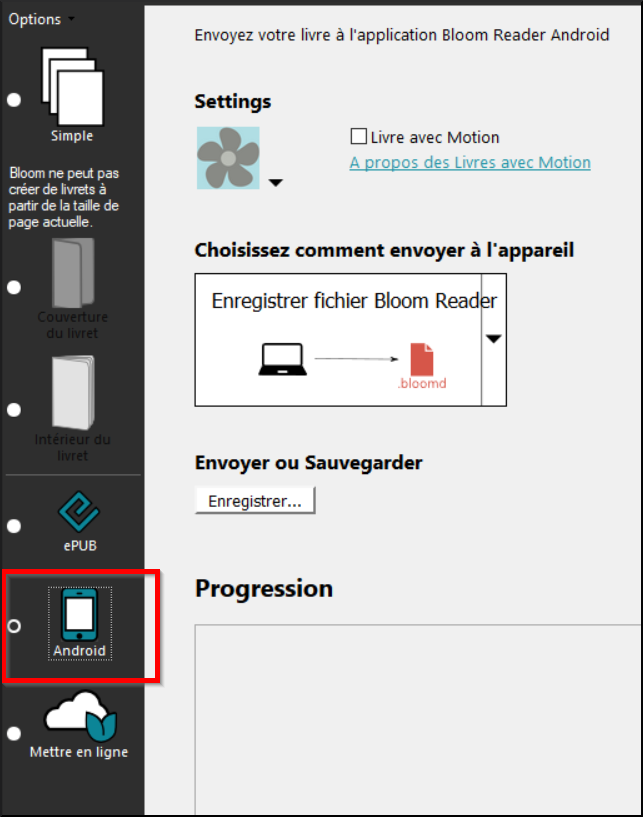 Options
Simple
Bloom ne peut pas
créer de livrets à
partir de la taille de
page actuelle.
Couverture
du livret
Intérieur du
livret
ePUB
Android
Mettre en ligne
Envoyez votre livre à l'application Bloom Reader Android
Settings
Livre avec Motion
A propos des Livres avec Motion
Choisissez comment envoyer à l'appareil
Enregistrer fichier Bloom Reader
.bloomd
Envoyer ou Sauvegarder
Enregistrer...
Progression